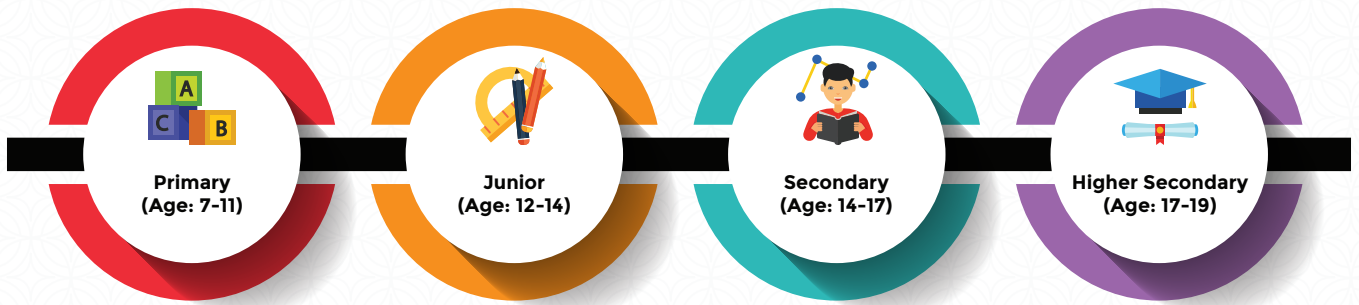 A
C
B
Primary
(Age: 7-11)
Junior
(Age: 12-14)
Secondary
(Age: 14-17)
Higher Secondary
(Age: 17-19)